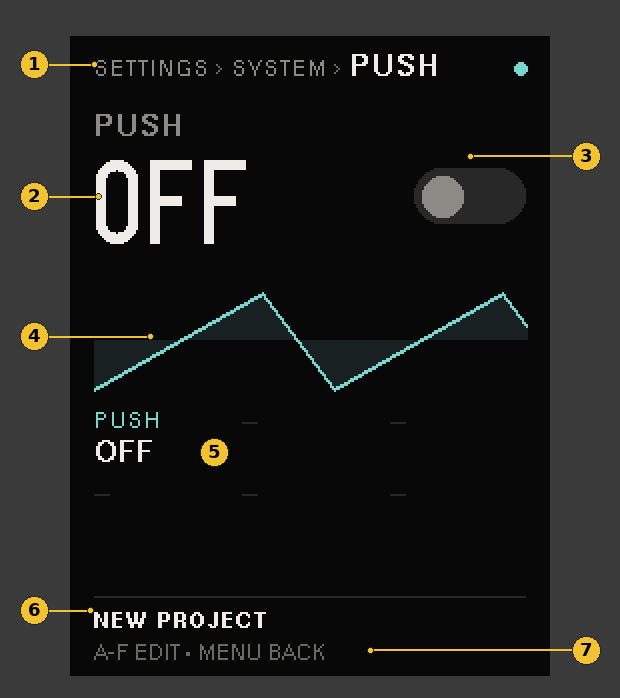 1 SETTINGS › SYSTEM › PUSH
PUSH
3
2 OFF
4
PUSH
OFF 5
6 NEW PROJECT
A-F EDIT • MENU BACK 7